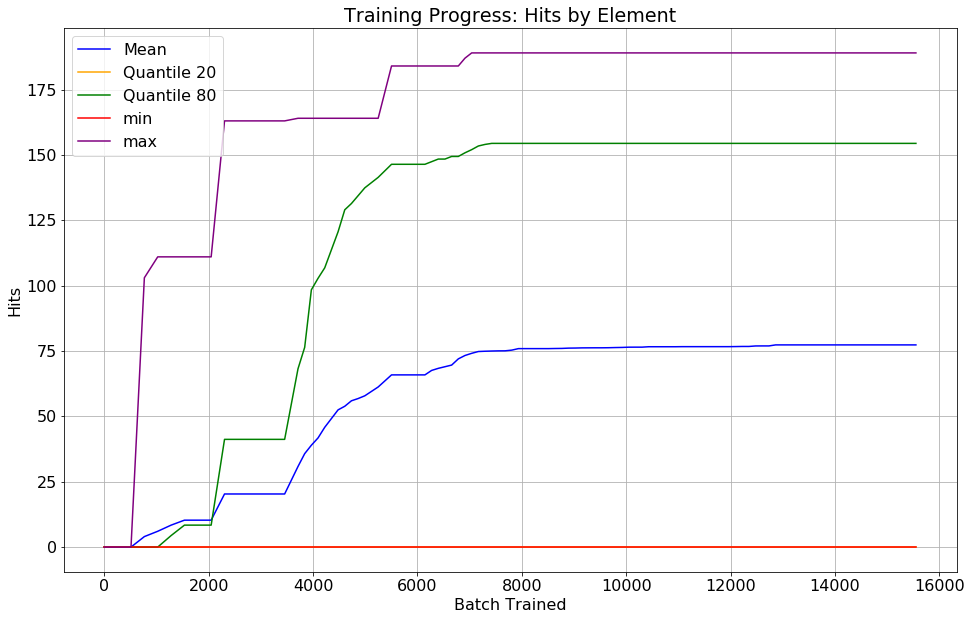 Training Progress: Hits by Element
Mean
Quantile 20
Quantile 80
min
max
175
150
125
100
75
50
25
0
Hits
0 2000 4000 6000 8000 10000 12000 14000 16000
Batch Trained